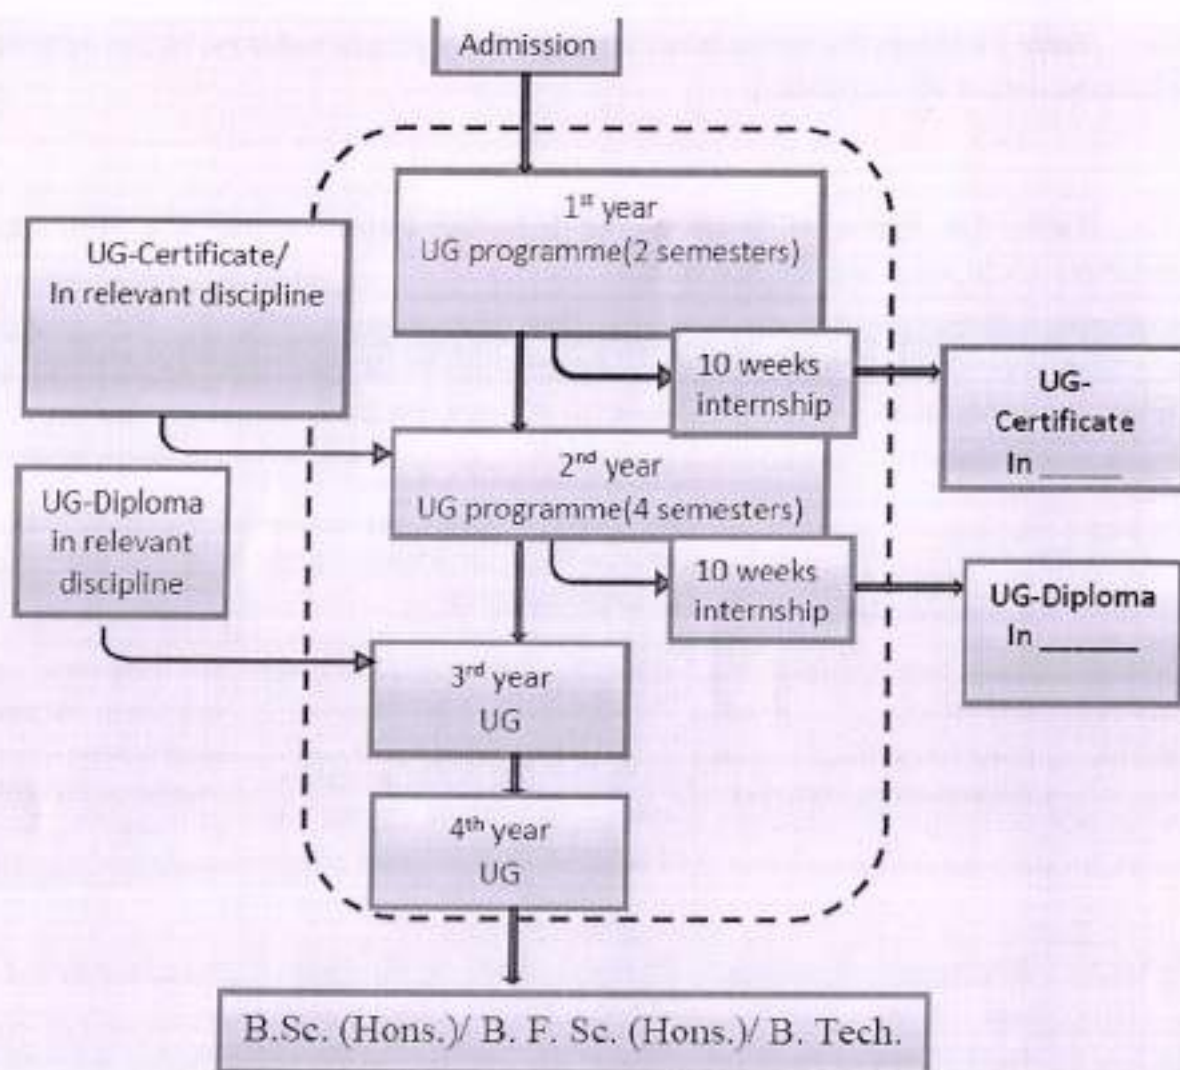 Admission
1st year
UG programme(2 semesters)
UG-Certificate/
In relevant discipline
10 weeks
internship
UG-
Certificate
In ______
2nd year
UG programme(4 semesters)
UG-Diploma
in relevant
discipline
10 weeks
internship
UG-Diploma
In _______
3rd year
UG
4th year
UG
B.Sc. (Hons.)/ B. F. Sc. (Hons.)/ B. Tech.